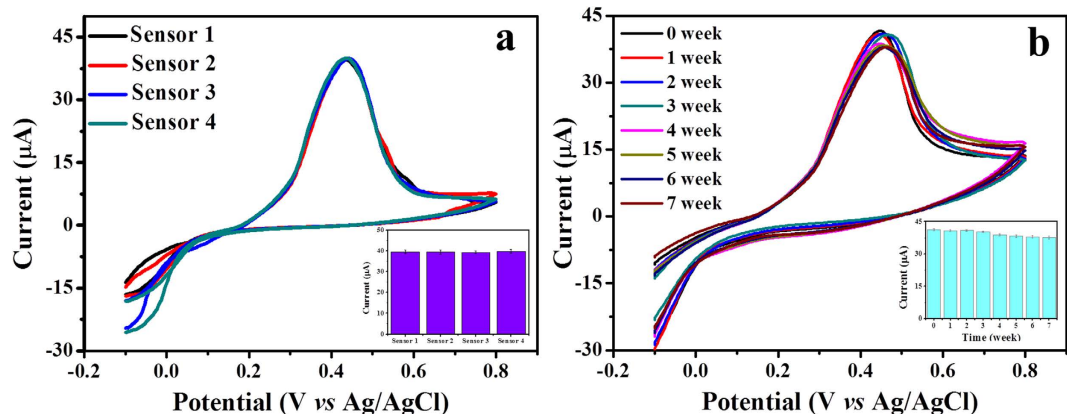 a
Sensor 1
Sensor 2
Sensor 3
Sensor 4
45
30
15
0
-15
-30
Current (µA)
-0.2 0.0 0.2 0.4 0.6 0.8
Potential (V vs Ag/AgCl)
50
40
30
20
10
0
Current (µA)
Sensor 1 Sensor 2 Sensor 3 Sensor 4
b
0 week
1 week
2 week
3 week
4 week
5 week
6 week
7 week
45
30
15
0
-15
-30
Current (µA)
-0.2 0.0 0.2 0.4 0.6 0.8
Potential (V vs Ag/AgCl)
45
30
15
0
Current (µA)
0 1 2 3 4 5 6 7
Time (week)